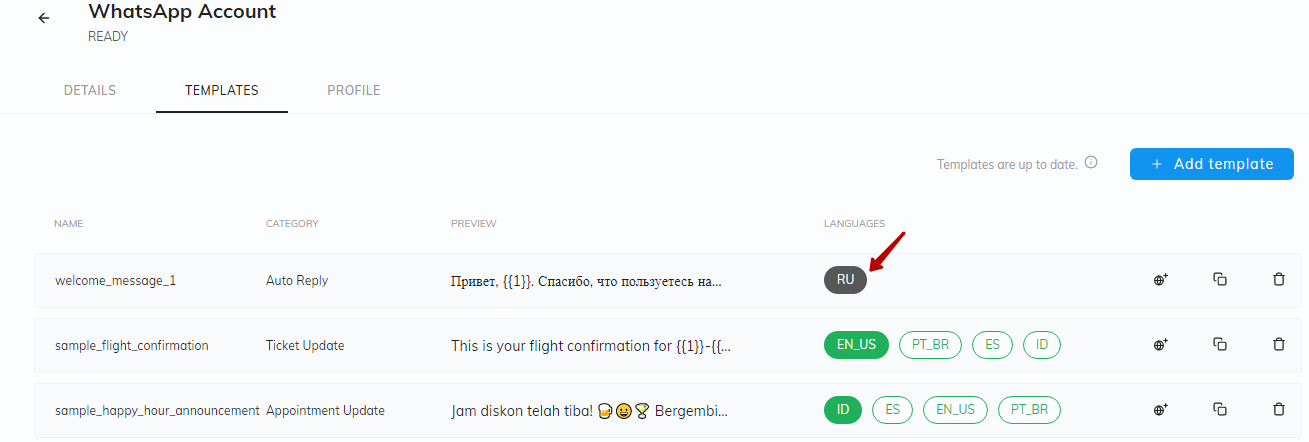 WhatsApp Account
READY
DETAILS TEMPLATES PROFILE
Templates are up to date. + Add template
NAME CATEGORY PREVIEW LANGUAGES
welcome_message_1 Auto Reply Привет, {{1}}. Спасибо, что пользуетесь на... RU
sample_flight_confirmation Ticket Update This is your flight confirmation for {{1}}-{{... EN_US PT_BR ES ID
sample_happy_hour_announcement Appointment Update Jam diskon telah tiba! 🍺😀🏆 Bergembi... ID ES EN_US PT_BR